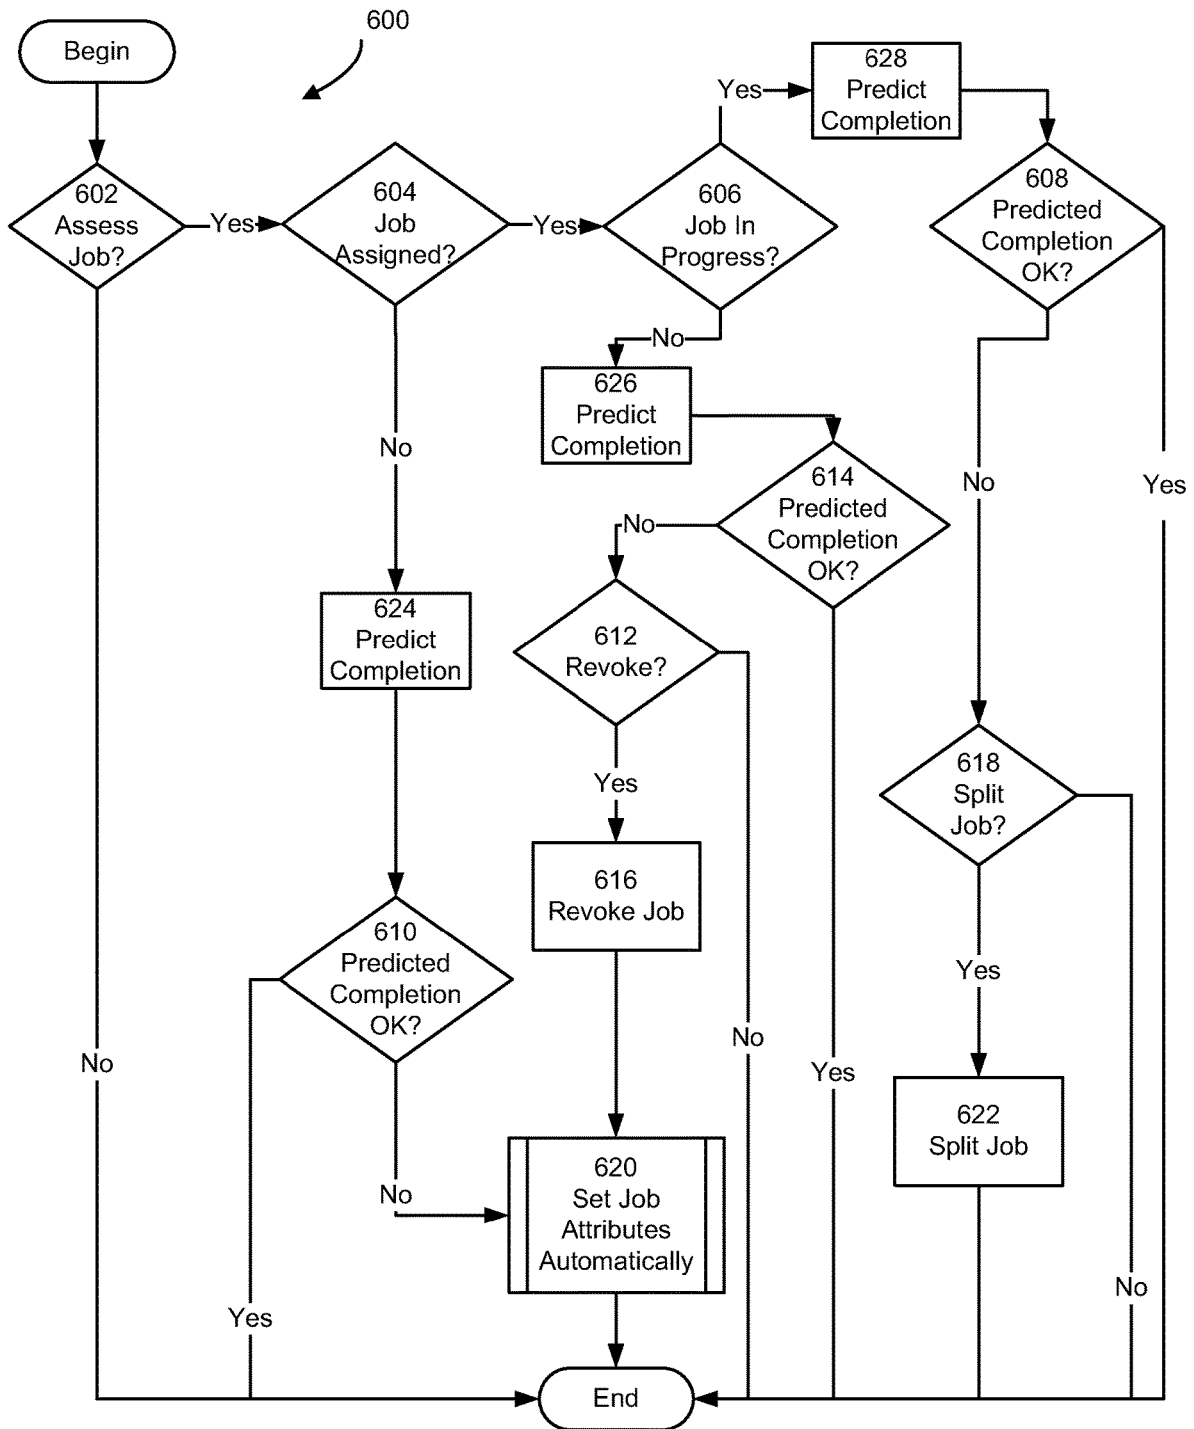 600
Begin
628
Predict
Completion
Yes
602
Assess
Job?
Yes
604
Job
Assigned?
Yes
606
Job In
Progress?
608
Predicted
Completion
OK?
No
626
Predict
Completion
No
614
Predicted
Completion
OK?
No
Yes
No
624
Predict
Completion
612
Revoke?
Yes
618
Split
Job?
616
Revoke Job
610
Predicted
Completion
OK?
Yes
No
No
Yes
622
Split Job
620
Set Job
Attributes
Automatically
No
Yes
No
End